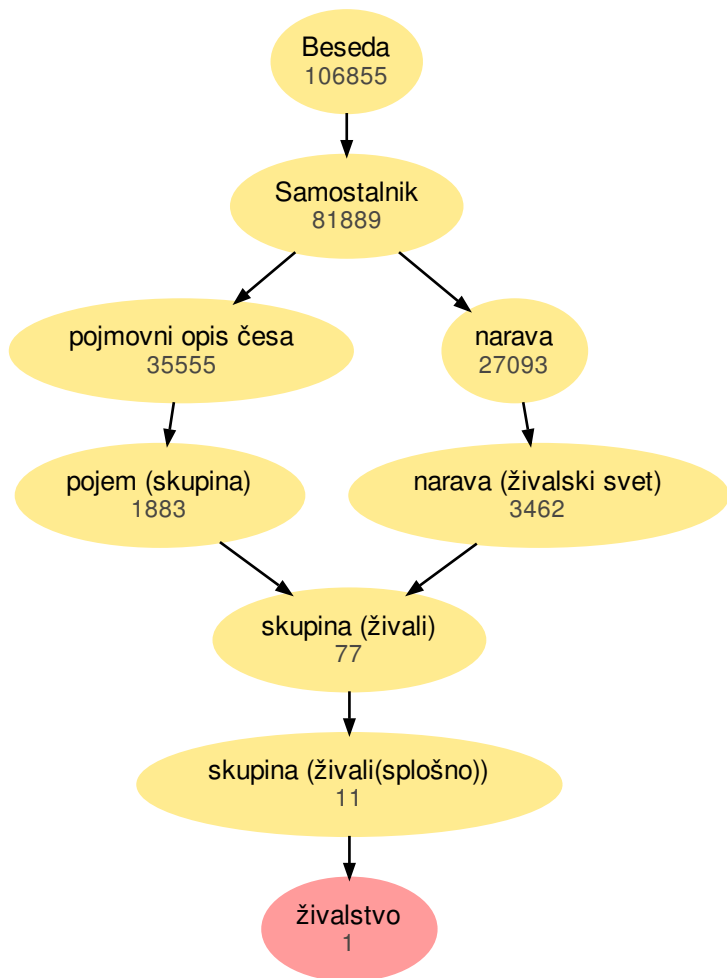 Beseda
106855
Samostalnik
81889
pojmovni opis česa
35555
narava
27093
pojem (skupina)
1883
narava (živalski svet)
3462
skupina (živali)
77
skupina (živali(splošno))
11
živalstvo
1